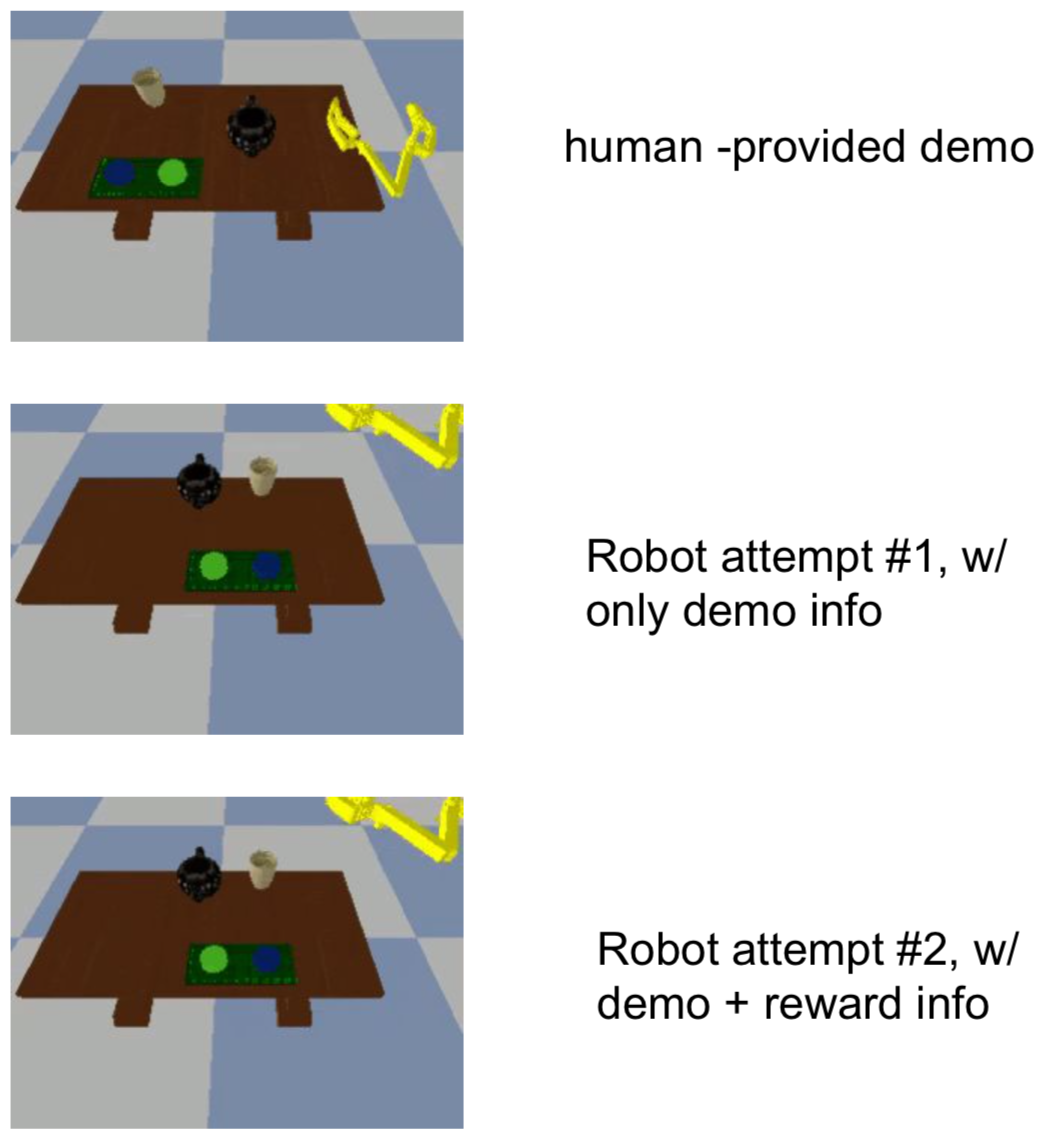 human -provided demo
Robot attempt #1, w/
only demo info
Robot attempt #2, w/
demo + reward info